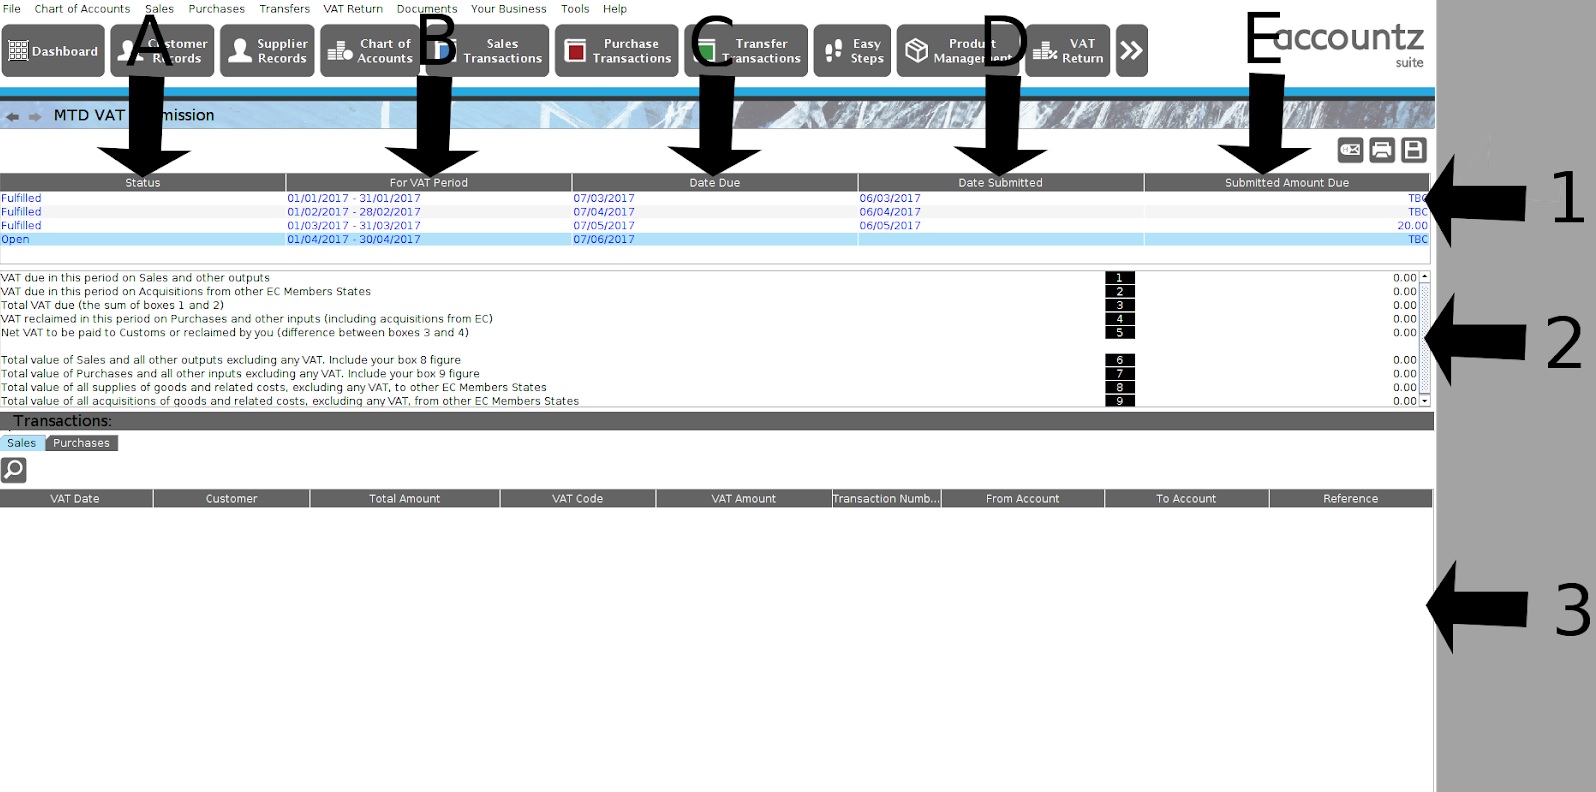 File Chart of Accounts Sales Purchases Transfers VAT Return Documents Your Business Tools Help
A B C D E
Dashboard Customer Records Supplier Records Chart of Accounts Sales Transactions Purchase Transactions Transfer Transactions Easy Steps Product Management VAT Return
accountz
suite
MTD VAT mission
Status For VAT Period Date Due Date Submitted Submitted Amount Due
Fulfilled 01/01/2017 - 31/01/2017 07/03/2017 06/03/2017 TBC
1
Fulfilled 01/02/2017 - 28/02/2017 07/04/2017 06/04/2017 TBC
Fulfilled 01/03/2017 - 31/03/2017 07/05/2017 06/05/2017 20.00
Open 01/04/2017 - 30/04/2017 07/06/2017 TBC
VAT due in this period on Sales and other outputs 1 0.00
VAT due in this period on Acquisitions from other EC Members States 2 0.00
Total VAT due (the sum of boxes 1 and 2) 3 0.00
VAT reclaimed in this period on Purchases and other inputs (including acquisitions from EC) 4 0.00
Net VAT to be paid to Customs or reclaimed by you (difference between boxes 3 and 4) 5 0.00
2
Total value of Sales and all other outputs excluding any VAT. Include your box 8 figure 6 0.00
Total value of Purchases and all other inputs excluding any VAT. Include your box 9 figure 7 0.00
Total value of all supplies of goods and related costs, excluding any VAT, to other EC Members States 8 0.00
Total value of all acquisitions of goods and related costs, excluding any VAT, from other EC Members States 9 0.00
Transactions:
Sales Purchases
VAT Date Customer Total Amount VAT Code VAT Amount Transaction Numb... From Account To Account Reference
3